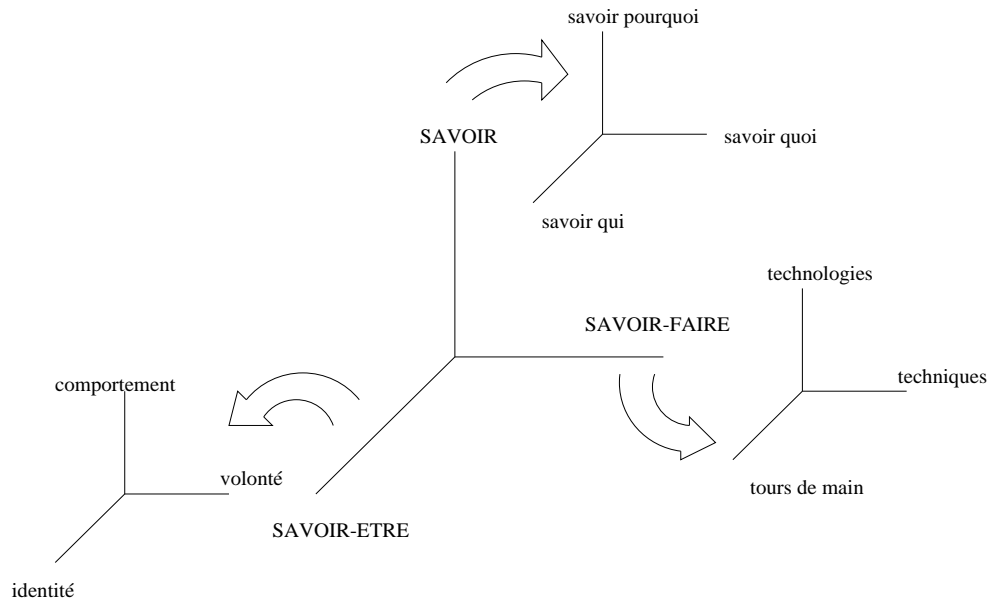 savoir pourquoi
SAVOIR
savoir quoi
savoir qui
technologies
SAVOIR-FAIRE
techniques
comportement
volonté
tours de main
SAVOIR-ETRE
identité